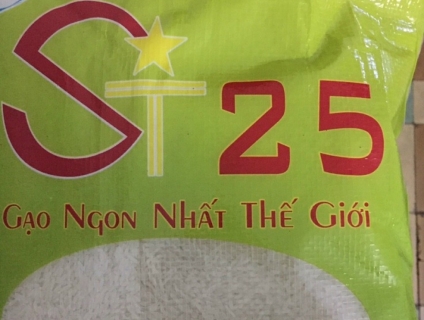 ST25
Gạo Ngon Nhất Thế Giới